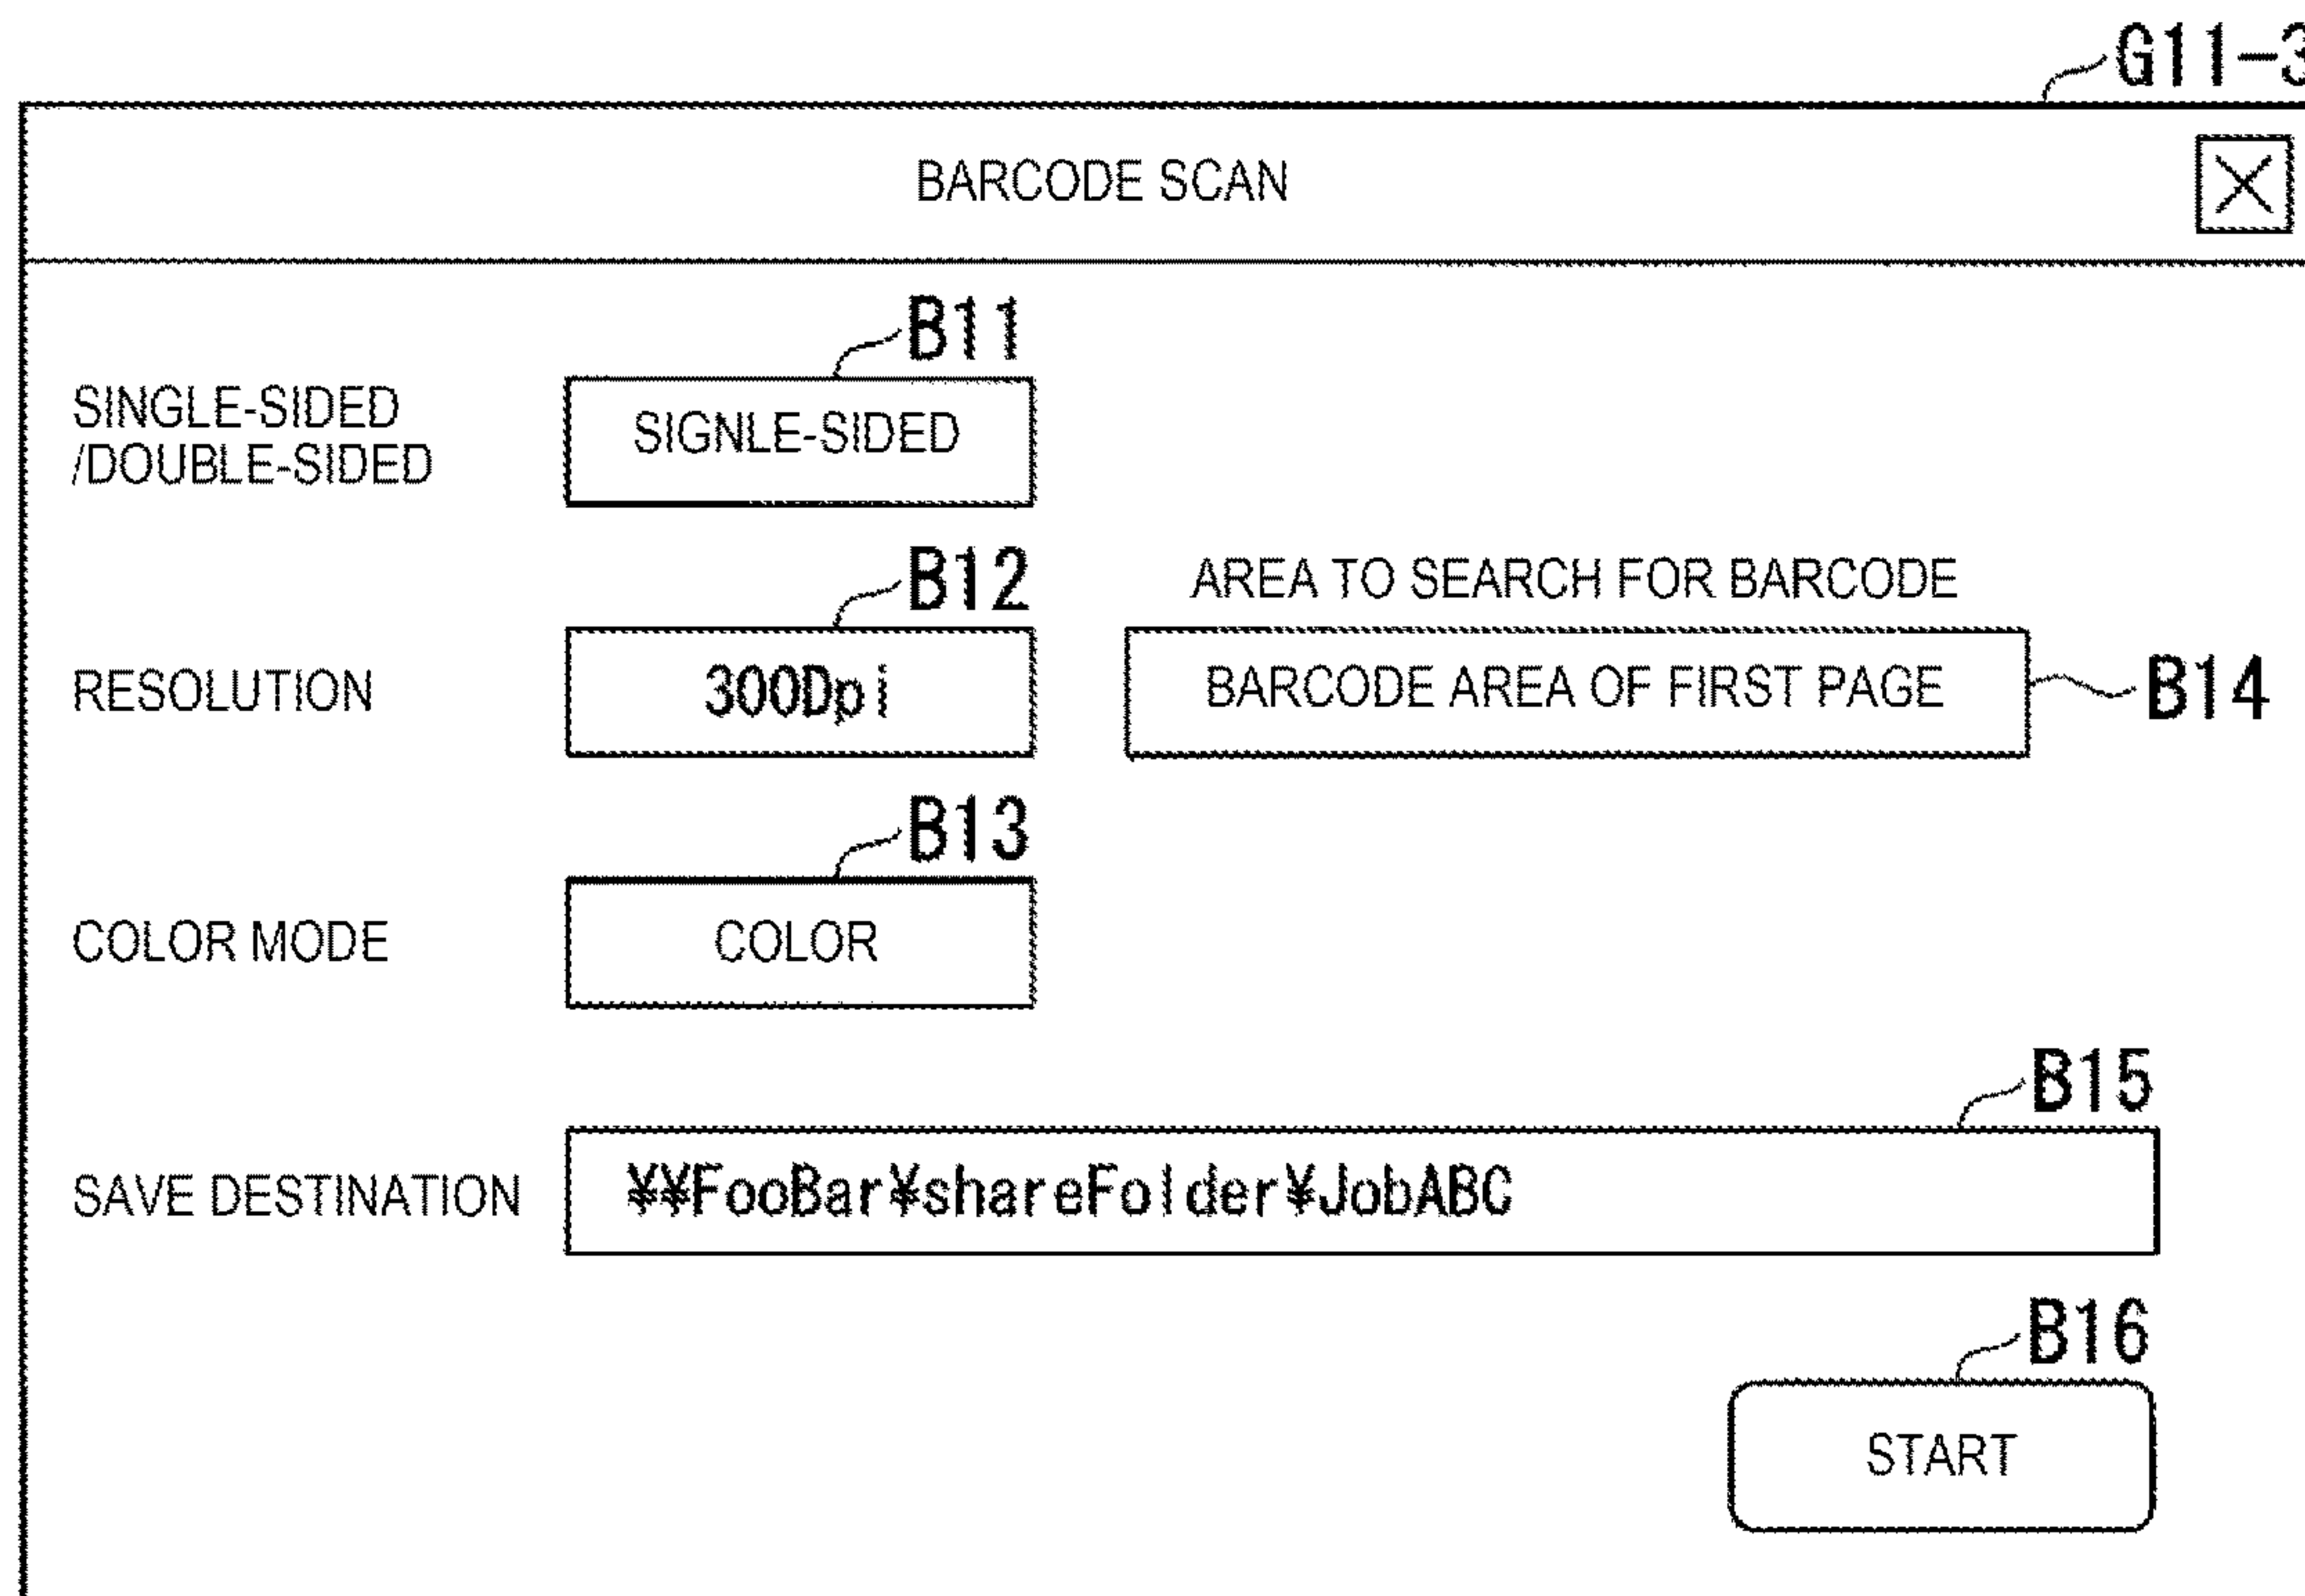 G11-3
BARCODE SCAN
B11
SINGLE-SIDED
/DOUBLE-SIDED
SIGNLE-SIDED
B12
AREA TO SEARCH FOR BARCODE
RESOLUTION
300Dpi
BARCODE AREA OF FIRST PAGE
B14
B13
COLOR MODE
COLOR
B15
SAVE DESTINATION
¥¥FooBar¥shareFolder¥JobABC
B16
START